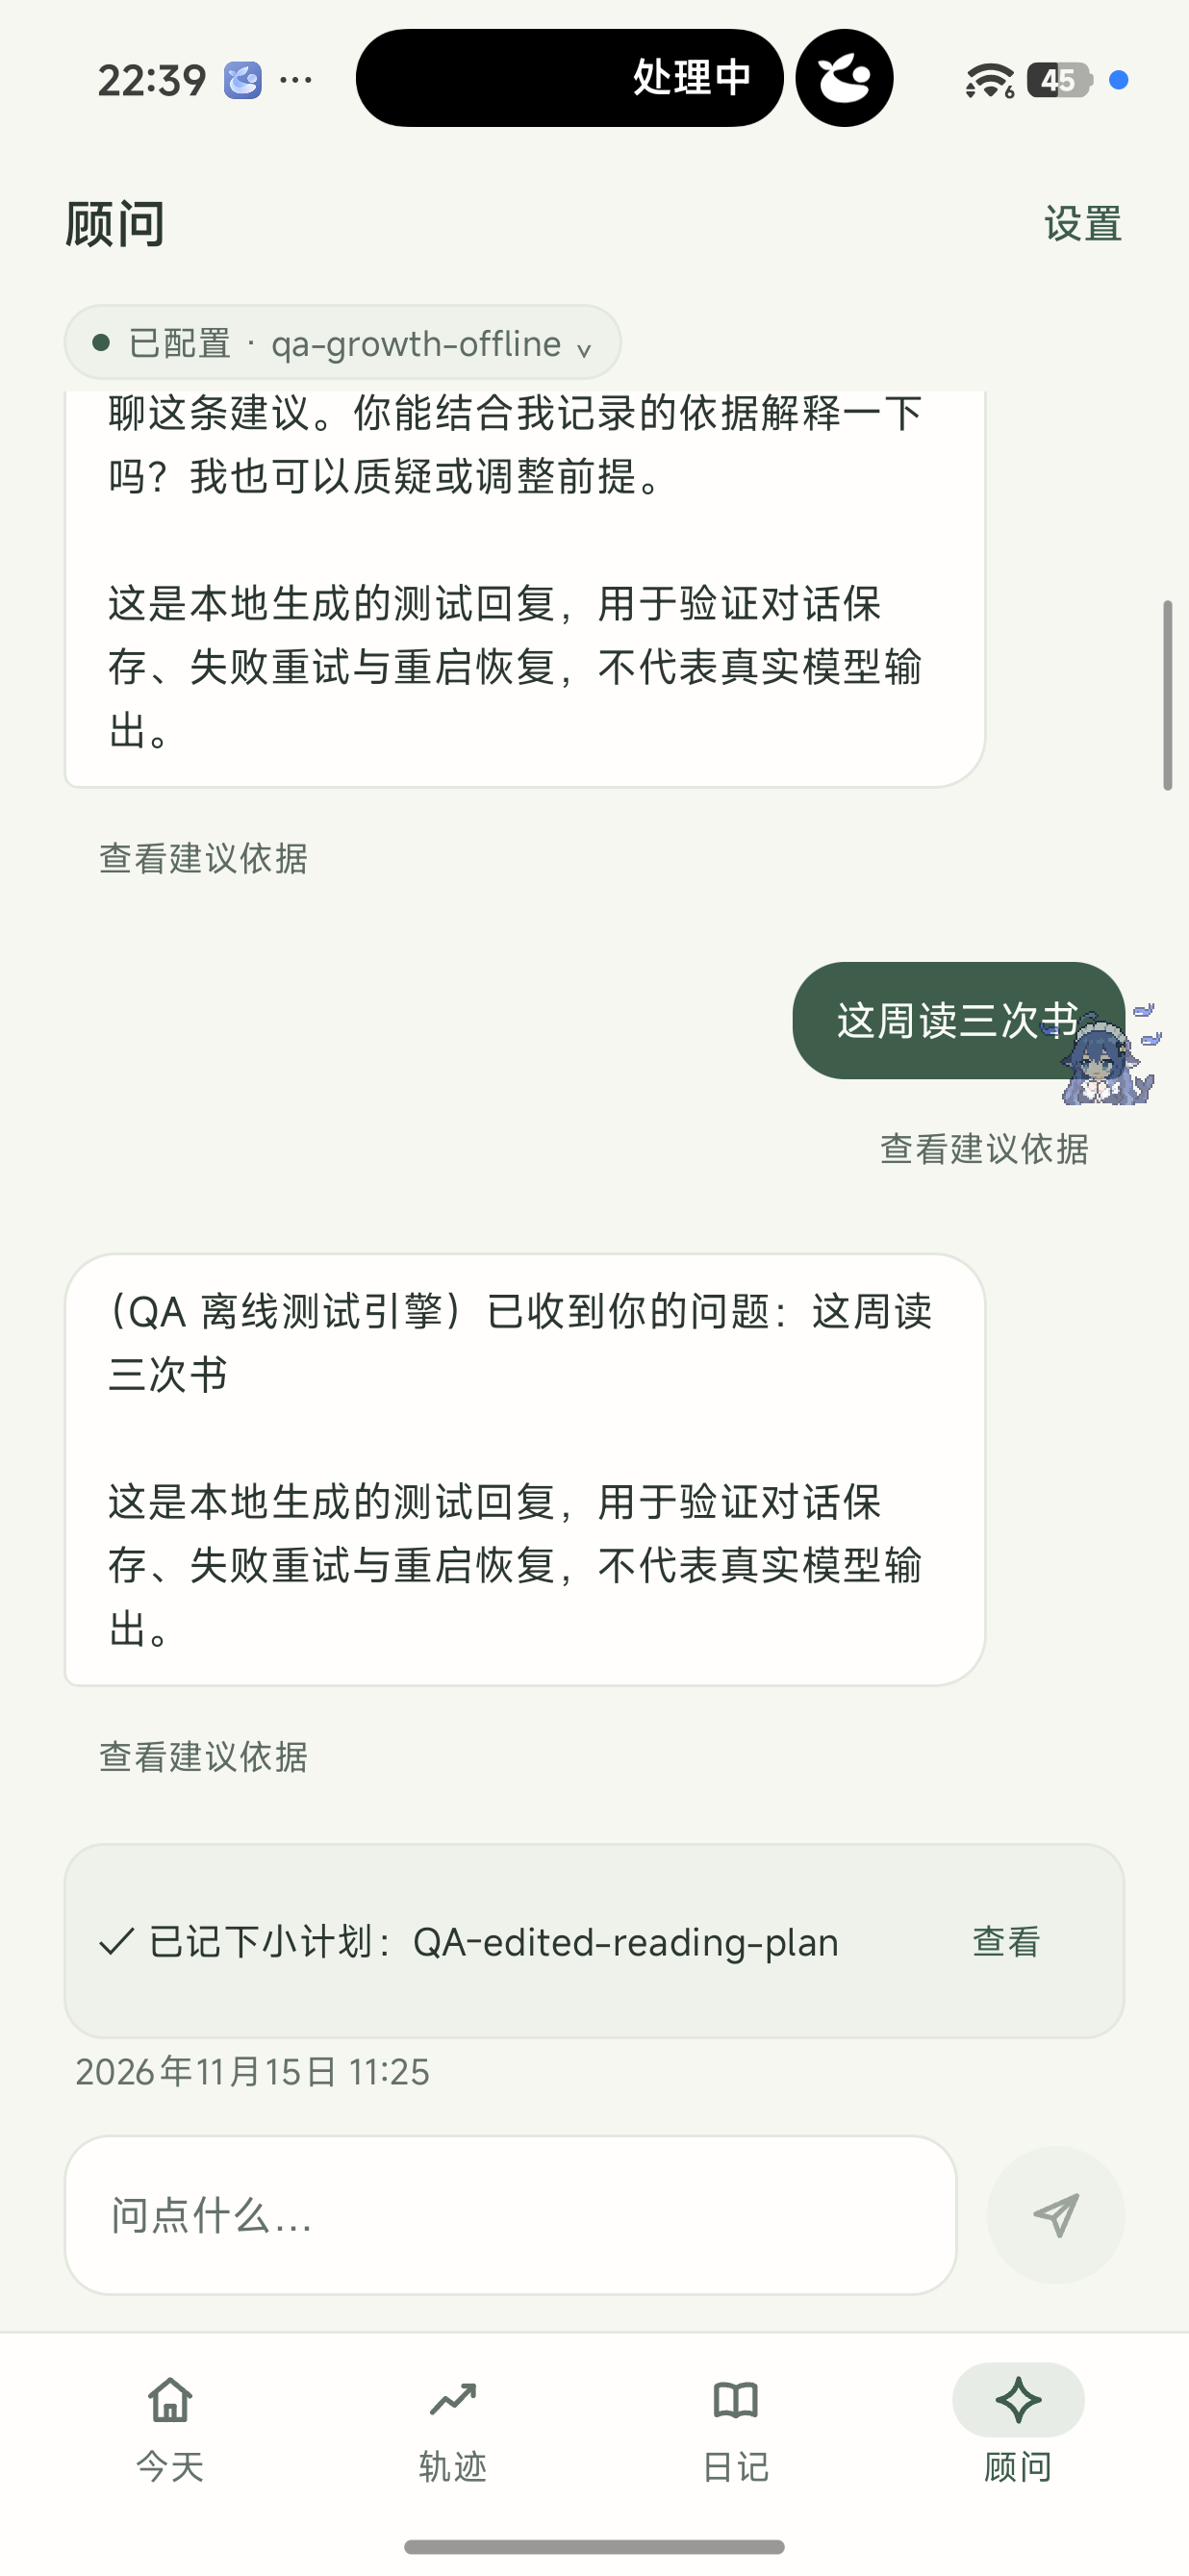 22:39 ··· 处理中 6 45
顾问 设置
已配置 · qa-growth-offline
聊这条建议。你能结合我记录的依据解释一下
吗？我也可以质疑或调整前提。
这是本地生成的测试回复，用于验证对话保
存、失败重试与重启恢复，不代表真实模型输
出。
查看建议依据
这周读三次书
查看建议依据
（QA 离线测试引擎）已收到你的问题：这周读
三次书
这是本地生成的测试回复，用于验证对话保
存、失败重试与重启恢复，不代表真实模型输
出。
查看建议依据
✓ 已记下小计划：QA-edited-reading-plan 查看
2026年11月15日 11:25
问点什么...
今天 轨迹 日记 顾问